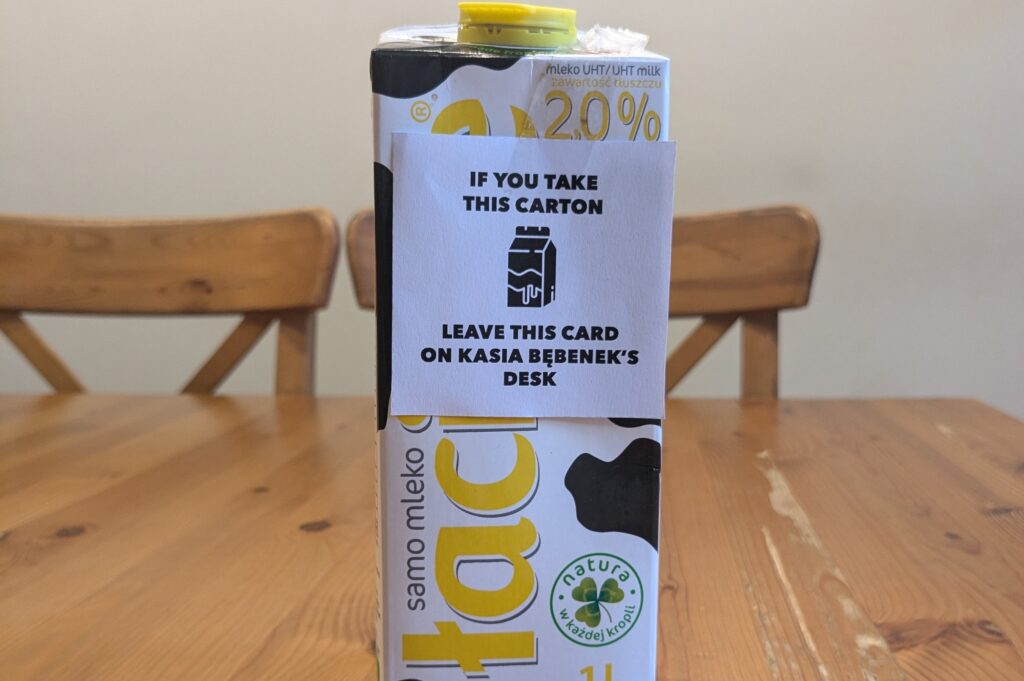 mleko UHT/UHT milk
zawartość tłuszczu
2,0 %
®
IF YOU TAKE
THIS CARTON
LEAVE THIS CARD
ON KASIA BĘBENEK'S
DESK
samo mleko
natura
w każdej kropli
1L